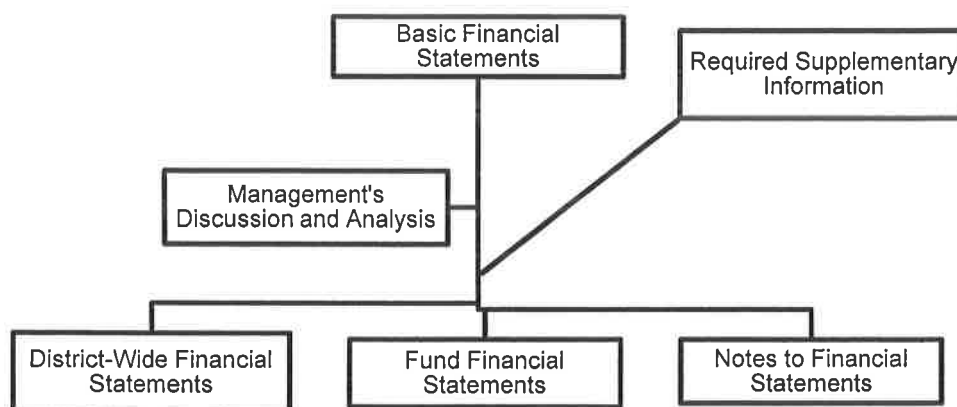 Basic Financial
Statements
Required Supplementary
Information
Management's
Discussion and Analysis
District-Wide Financial
Statements
Fund Financial
Statements
Notes to Financial
Statements